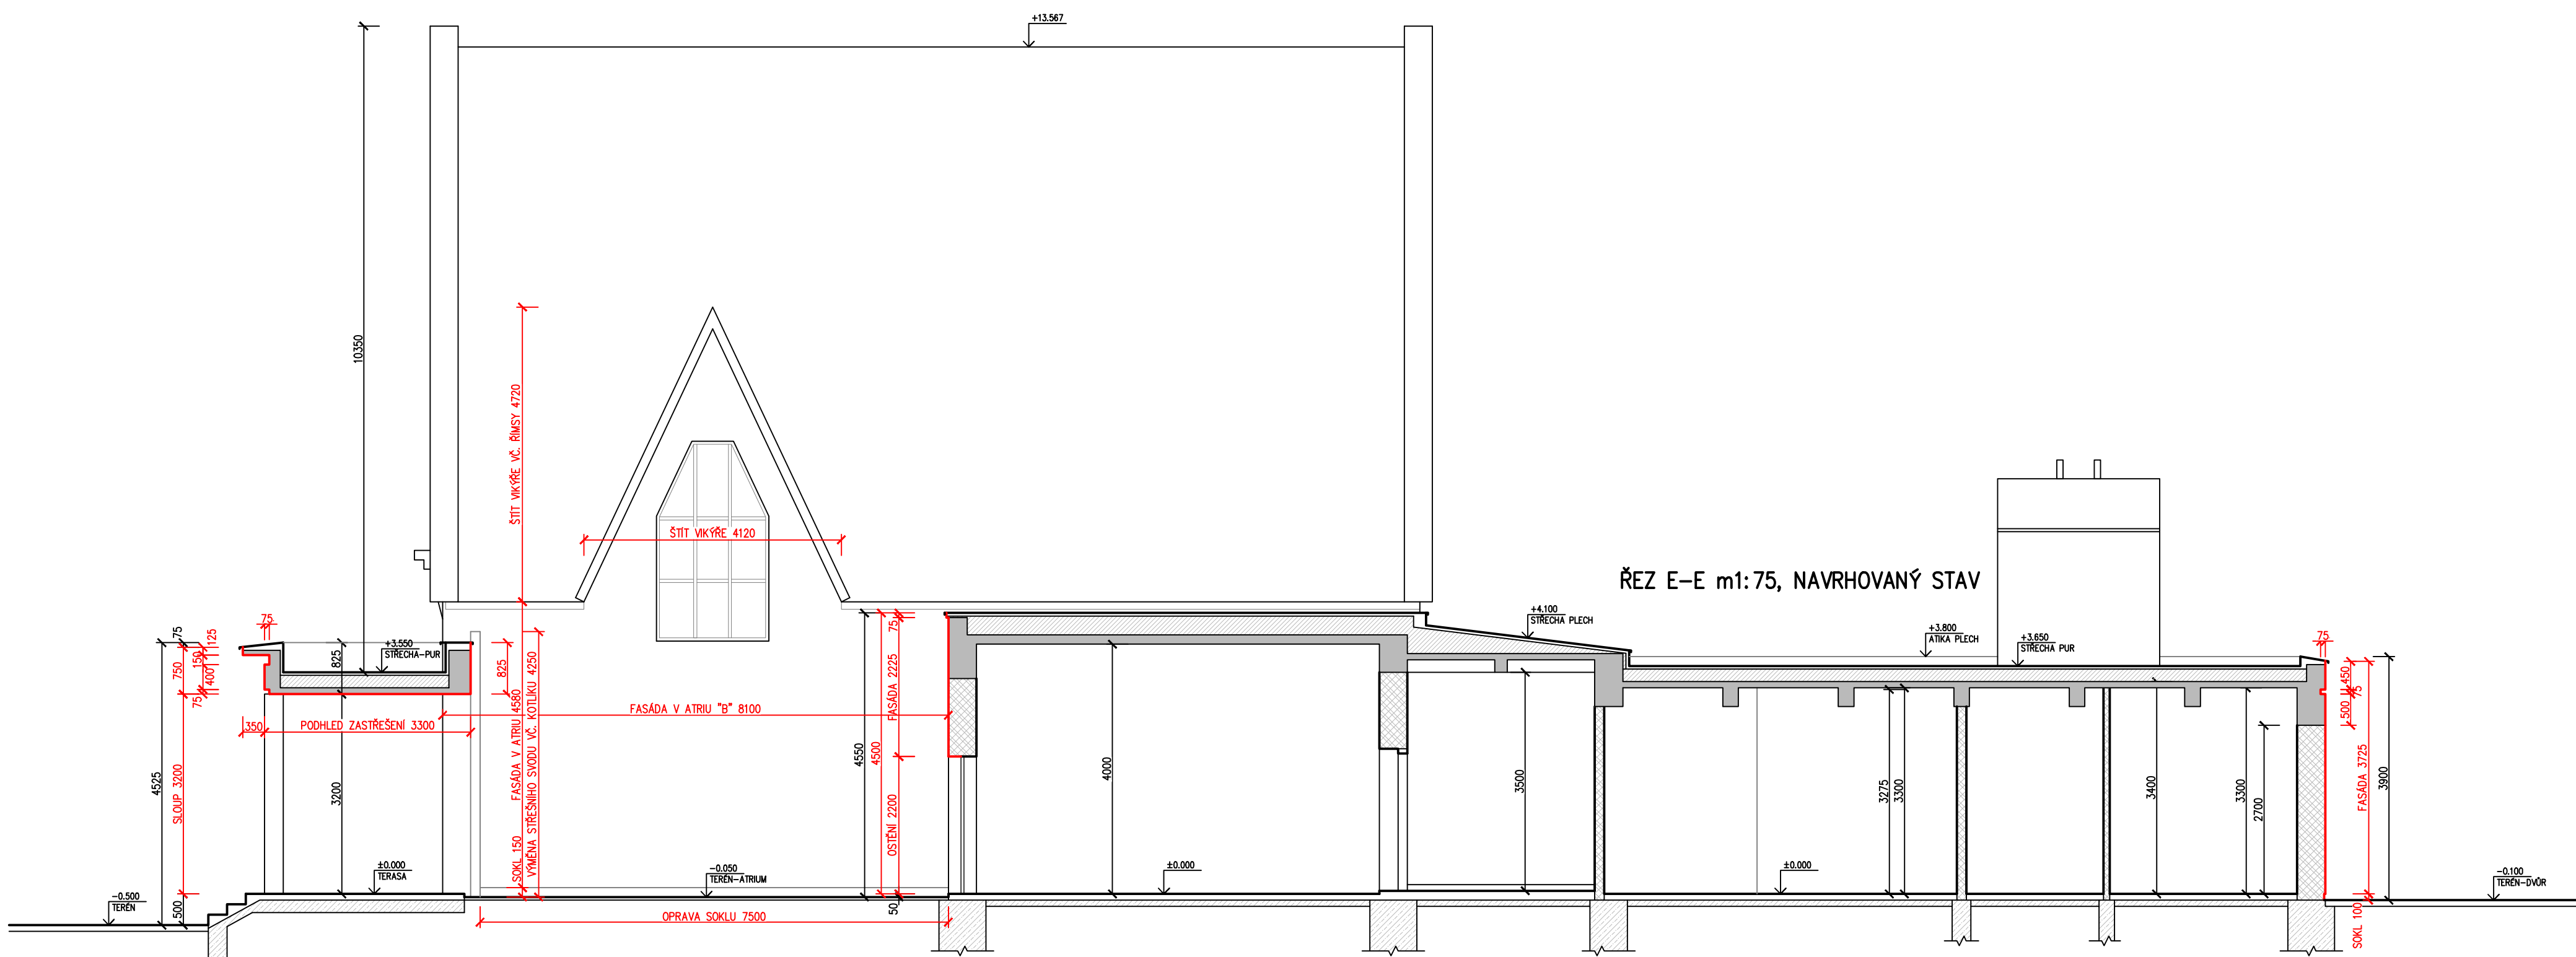 +13.567
10350
ŠTÍT VIKÝŘE VČ. ŘÍMSY 4720
ŠTÍT VIKÝŘE 4120
ŘEZ E-E m1:75, NAVRHOVANÝ STAV
+4.100
STŘECHA PLECH
+3.800
ATIKA PLECH
+3.650
STŘECHA PUR
+3.550
STŘECHA-PUR
75
75
125
150
400
75
750
825
825
350
PODHLED ZASTŘEŠENÍ 3300
FASÁDA V ATRIU "B" 8100
4525
SLOUP 3200
3200
500
±0.000
TERASA
-0.500
TERÉN
SOKL 150
FASÁDA V ATRIU 4580
VÝMĚNA STŘEŠNÍHO SVODU VČ. KOTLÍKU 4250
-0.050
TERÉN-ATRIUM
OPRAVA SOKLU 7500
4550
4500
75
FASÁDA 2225
OSTĚNÍ 2200
50
4000
±0.000
3500
±0.000
3275
3300
3400
3300
2700
75
450
75
500
FASÁDA 3725
3900
SOKL 100
-0.100
TERÉN-DVŮR